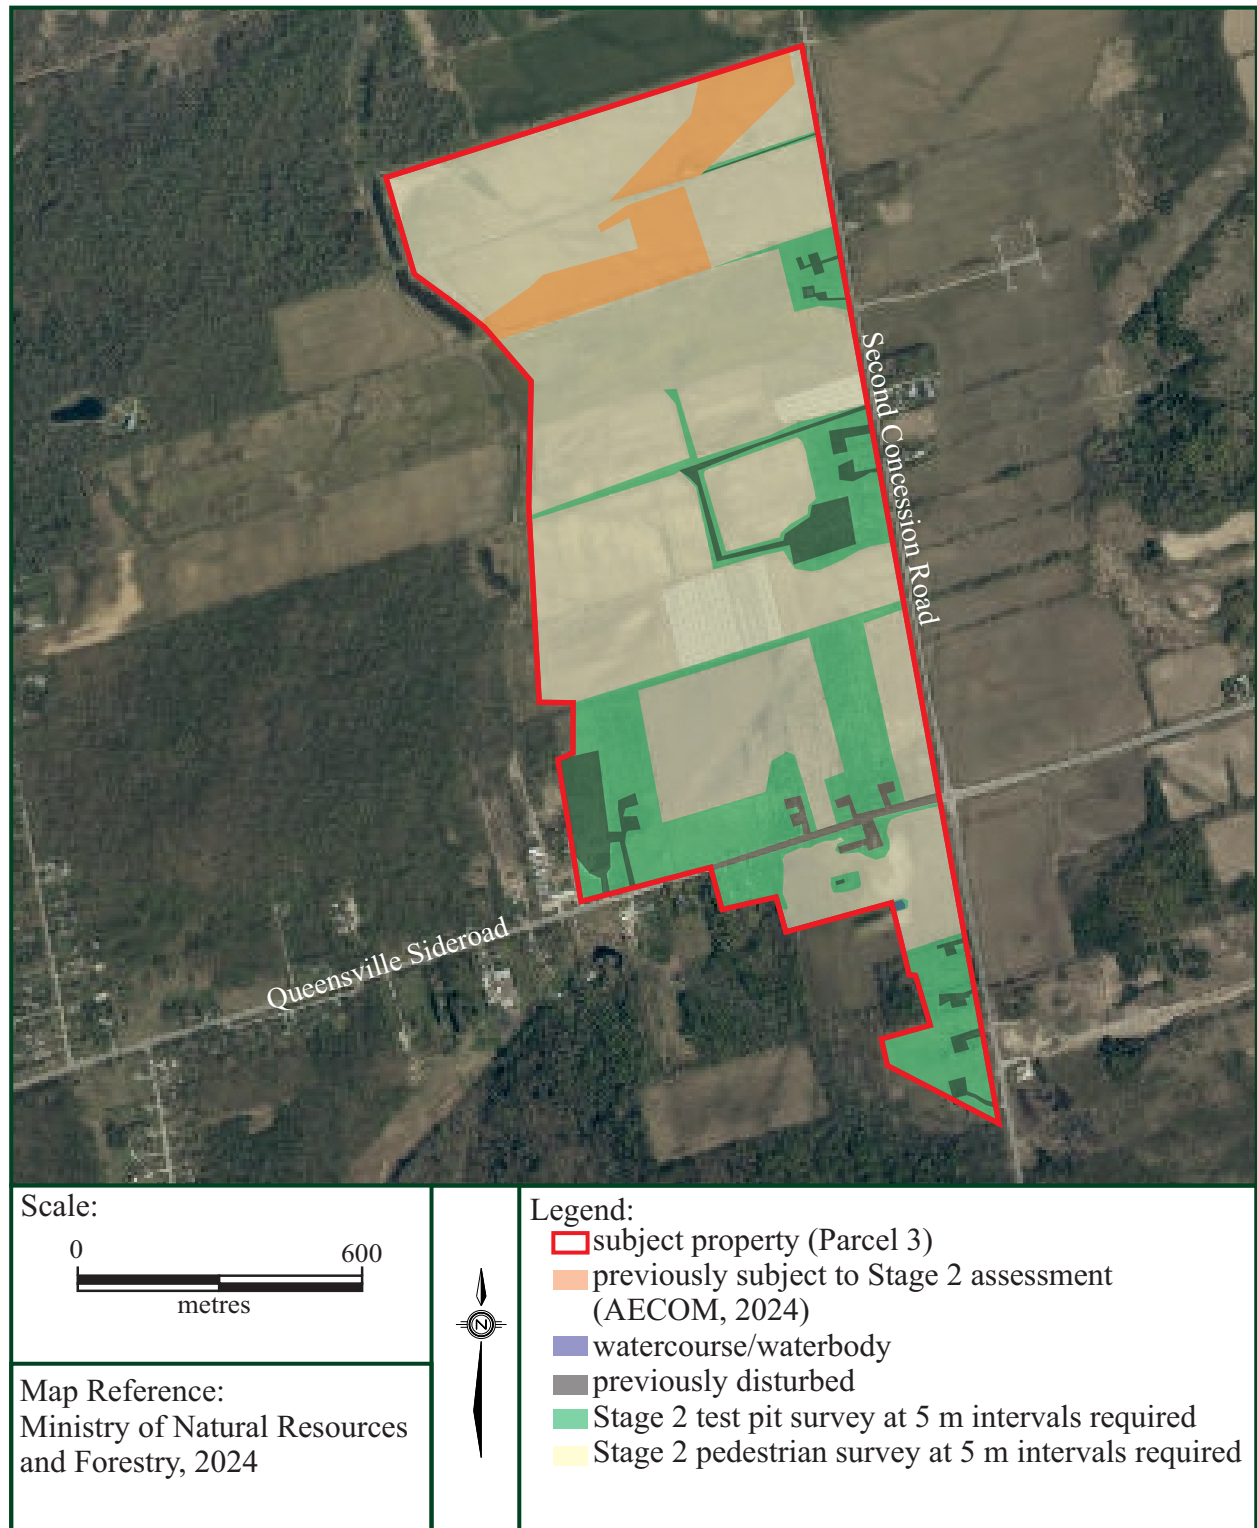 Second Concession Road
Queensville Sideroad
Scale:
0 600
metres
Map Reference:
Ministry of Natural Resources
and Forestry, 2024
N
Legend:
subject property (Parcel 3)
previously subject to Stage 2 assessment
(AECOM, 2024)
watercourse/waterbody
previously disturbed
Stage 2 test pit survey at 5 m intervals required
Stage 2 pedestrian survey at 5 m intervals required